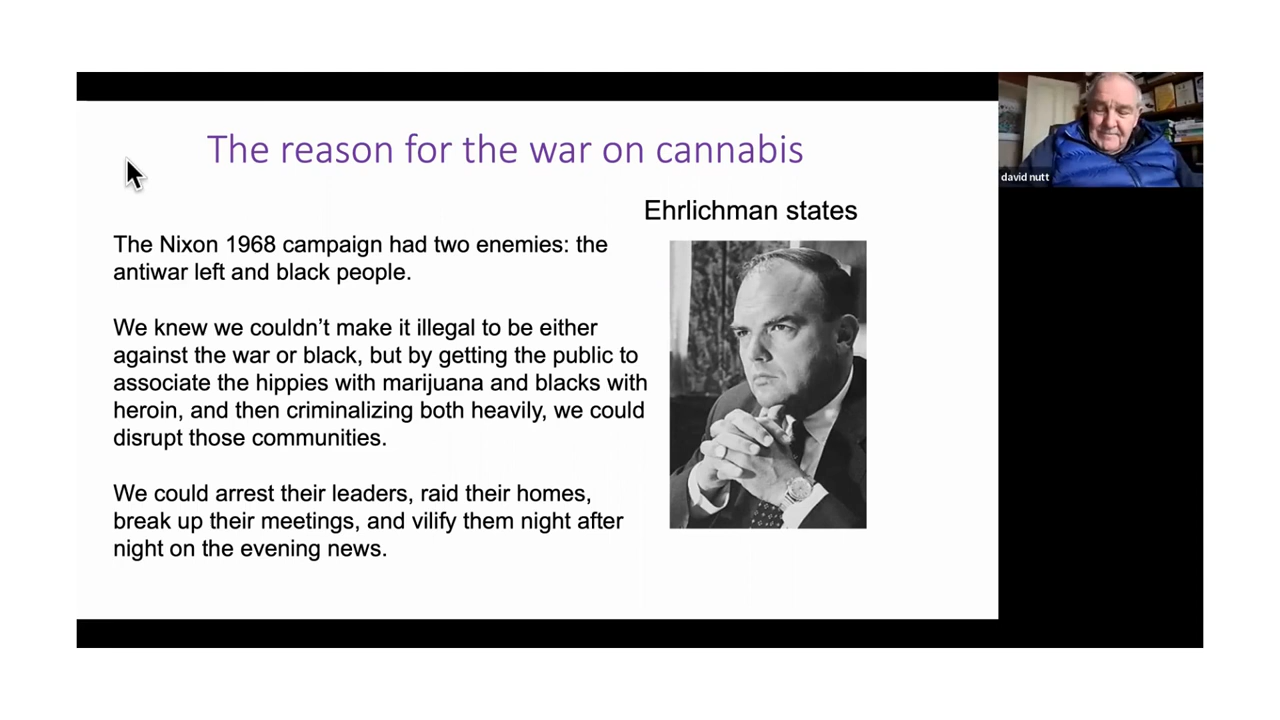 The reason for the war on cannabis
david nutt
Ehrlichman states
The Nixon 1968 campaign had two enemies: the
antiwar left and black people.
We knew we couldn’t make it illegal to be either
against the war or black, but by getting the public to
associate the hippies with marijuana and blacks with
heroin, and then criminalizing both heavily, we could
disrupt those communities.
We could arrest their leaders, raid their homes,
break up their meetings, and vilify them night after
night on the evening news.